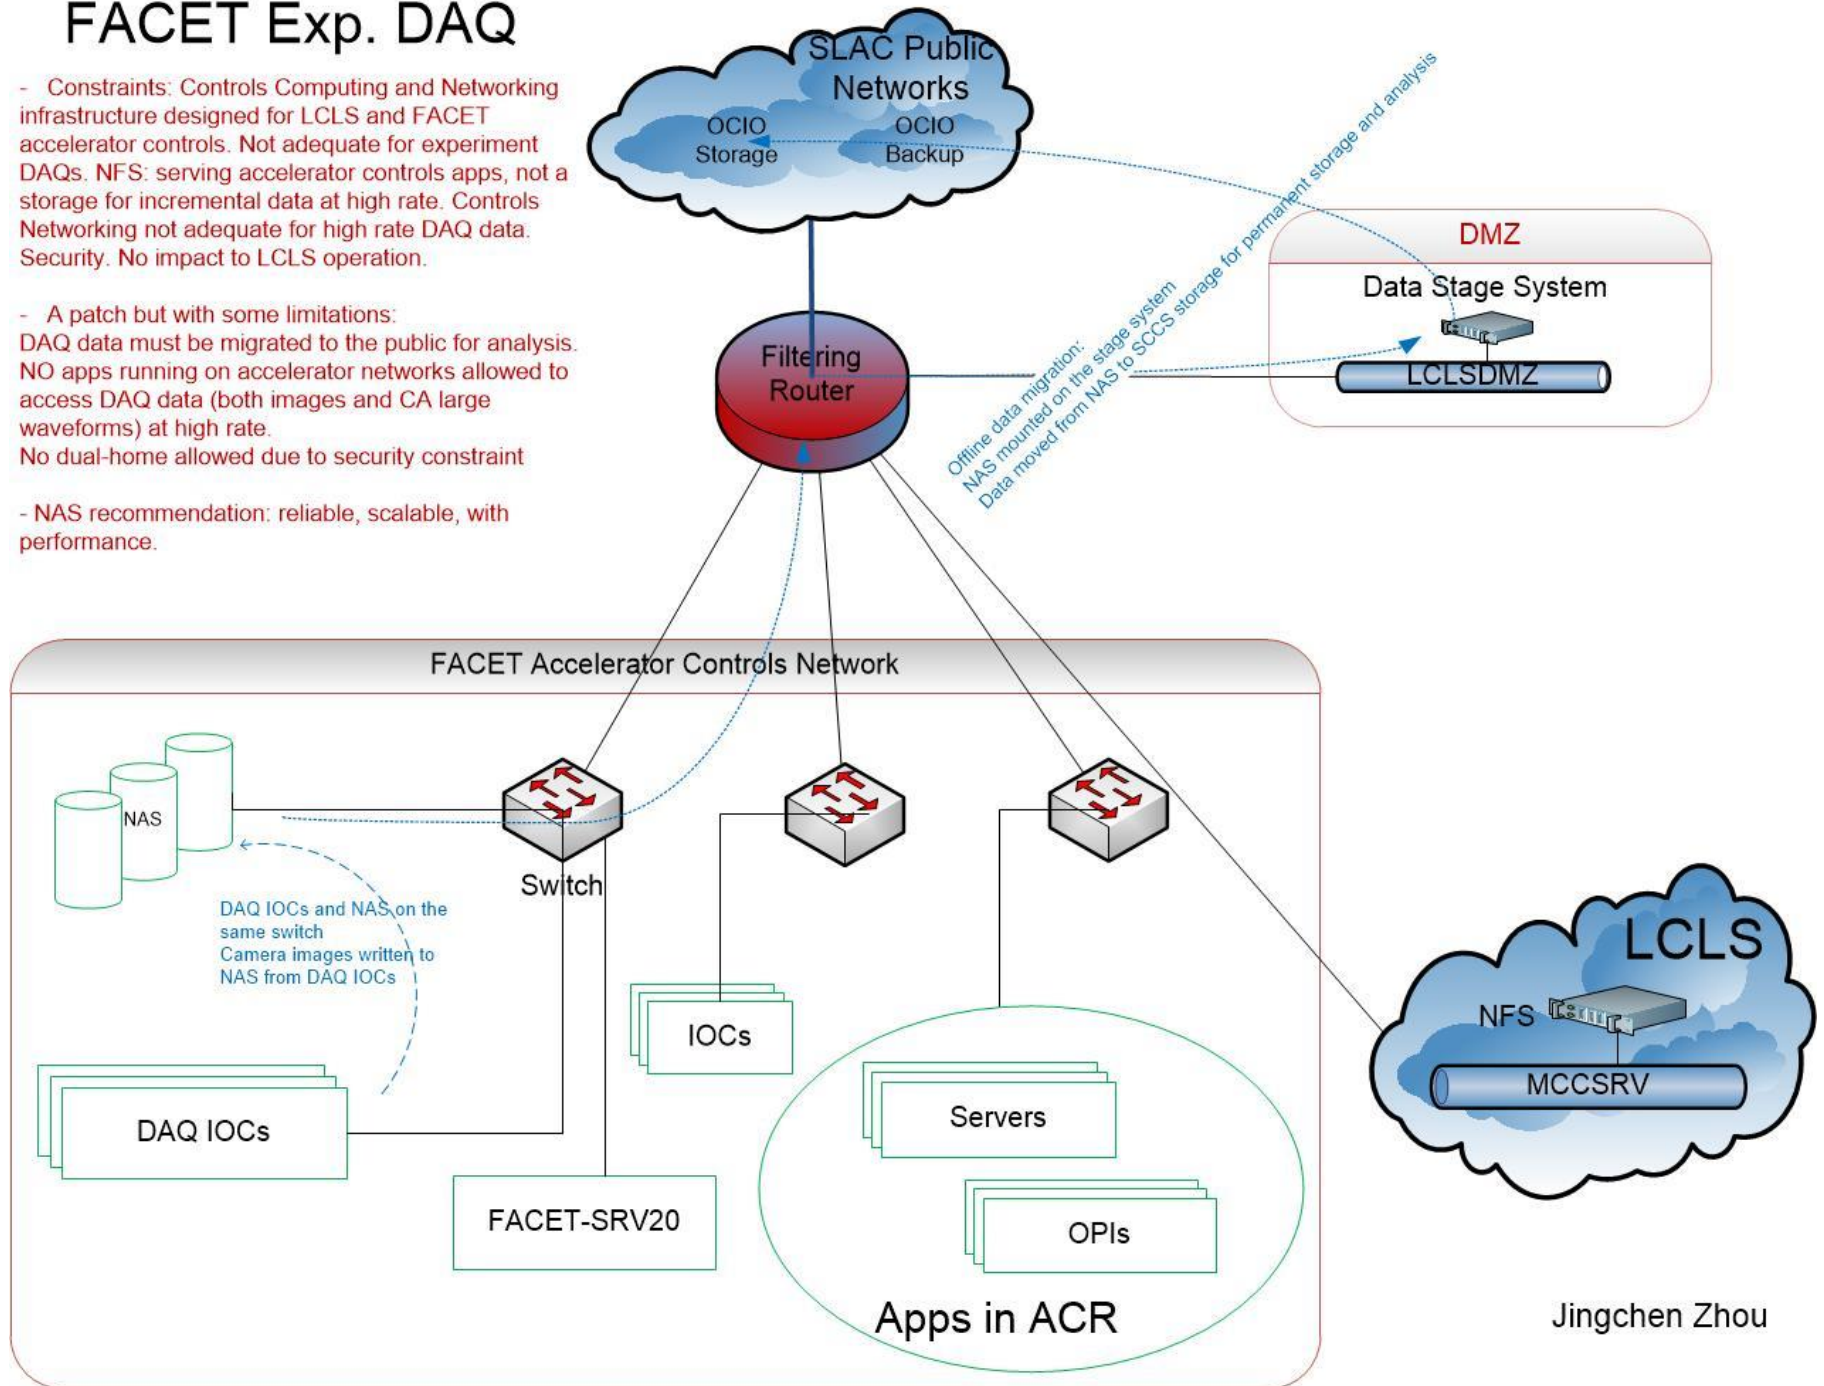 FACET Exp. DAQ
- Constraints: Controls Computing and Networking
infrastructure designed for LCLS and FACET
accelerator controls. Not adequate for experiment
DAQs. NFS: serving accelerator controls apps, not a
storage for incremental data at high rate. Controls
Networking not adequate for high rate DAQ data.
Security. No impact to LCLS operation.
- A patch but with some limitations:
DAQ data must be migrated to the public for analysis.
NO apps running on accelerator networks allowed to
access DAQ data (both images and CA large
waveforms) at high rate.
No dual-home allowed due to security constraint
- NAS recommendation: reliable, scalable, with
performance.
SLAC Public
Networks
OCIO
Storage
OCIO
Backup
Filtering
Router
Offline data migration:
NAS mounted on the stage system
Data moved from NAS to SCCS storage for permanent storage and analysis
DMZ
Data Stage System
LCLSDMZ
FACET Accelerator Controls Network
NAS
Switch
DAQ IOCs and NAS on the
same switch
Camera images written to
NAS from DAQ IOCs
DAQ IOCs
FACET-SRV20
IOCs
Servers
OPIs
Apps in ACR
LCLS
NFS
MCCSRV
Jingchen Zhou